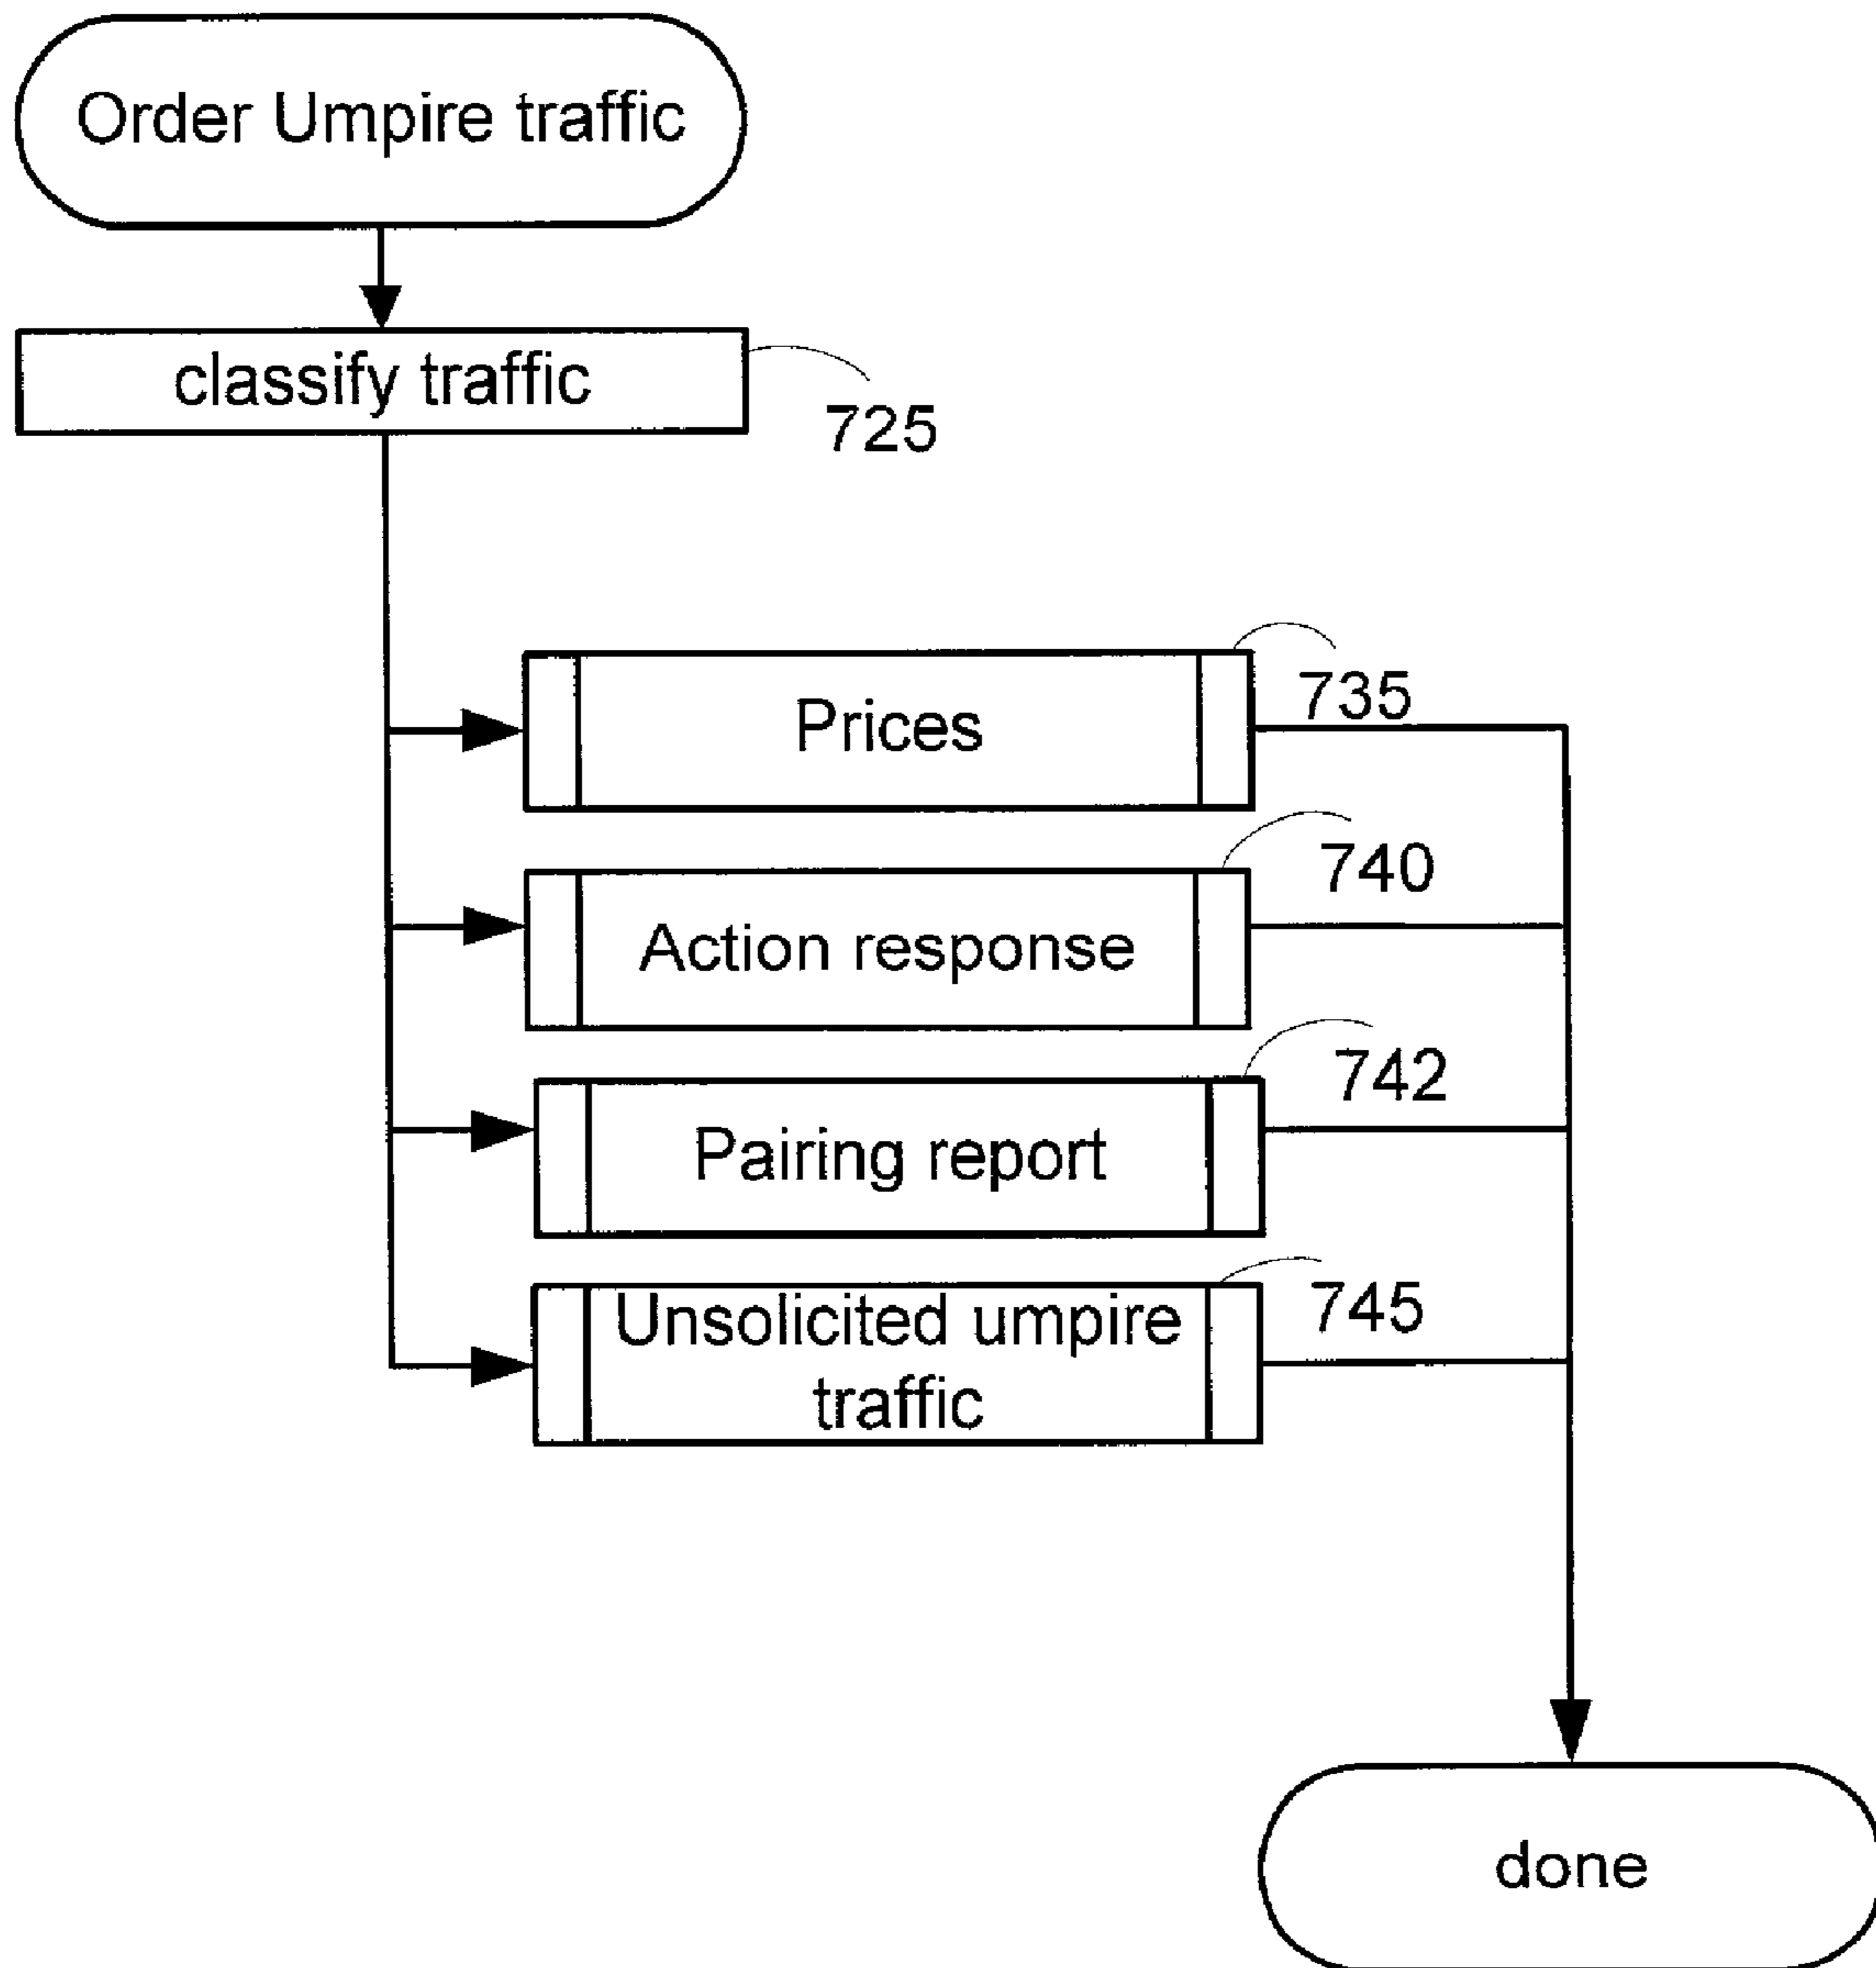 Order Umpire traffic
classify traffic
725
Prices
735
Action response
740
Pairing report
742
Unsolicited umpire
traffic
745
done